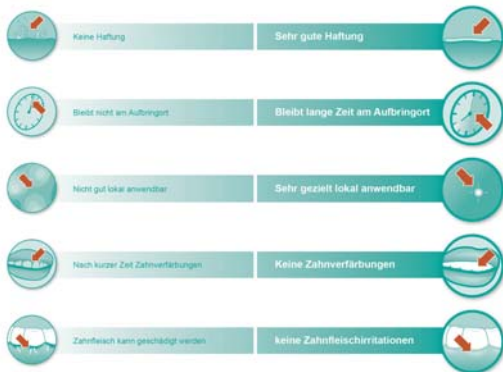 Keine Haftung
Sehr gute Haftung
Bleibt nicht am Aufbringort
Bleibt lange Zeit am Aufbringort
Nicht gut lokal anwendbar
Sehr gezielt lokal anwendbar
Nach kurzer Zeit Zahnverfärbungen
Keine Zahnverfärbungen
Zahnfleisch kann geschädigt werden
keine Zahnfleischirritationen